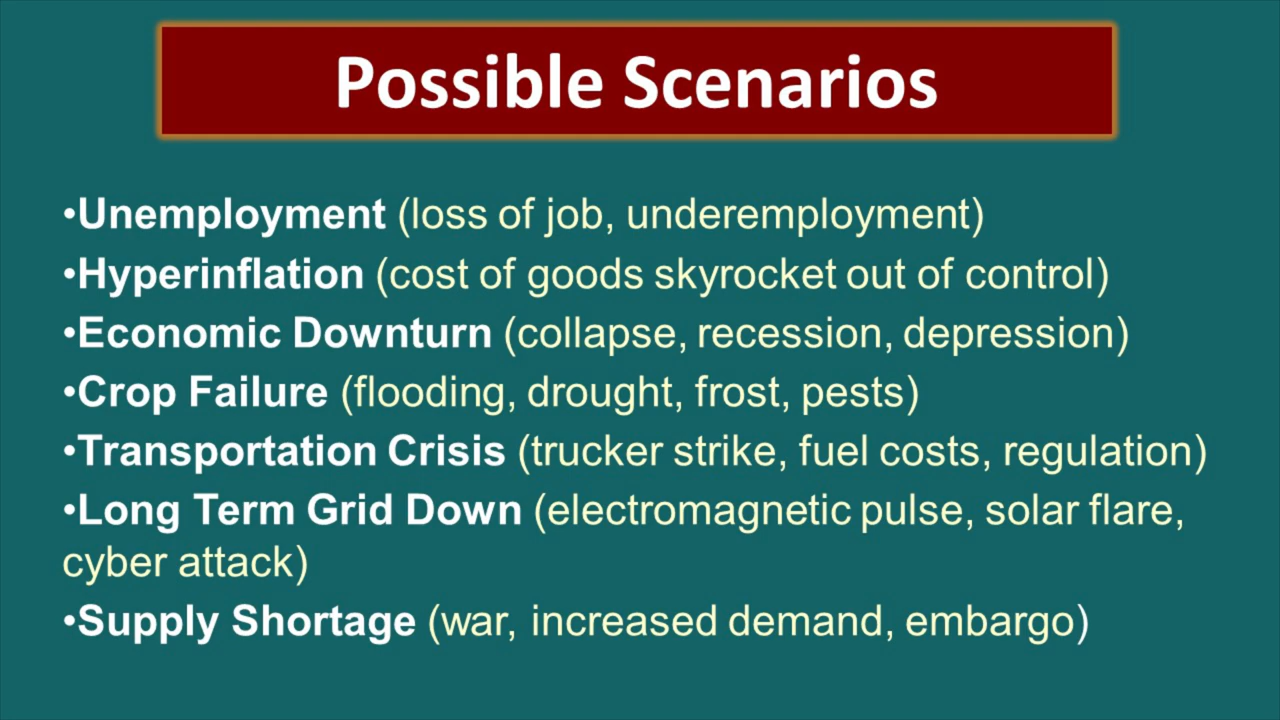 Possible Scenarios
•Unemployment (loss of job, underemployment)
•Hyperinflation (cost of goods skyrocket out of control)
•Economic Downturn (collapse, recession, depression)
•Crop Failure (flooding, drought, frost, pests)
•Transportation Crisis (trucker strike, fuel costs, regulation)
•Long Term Grid Down (electromagnetic pulse, solar flare,
cyber attack)
•Supply Shortage (war, increased demand, embargo)